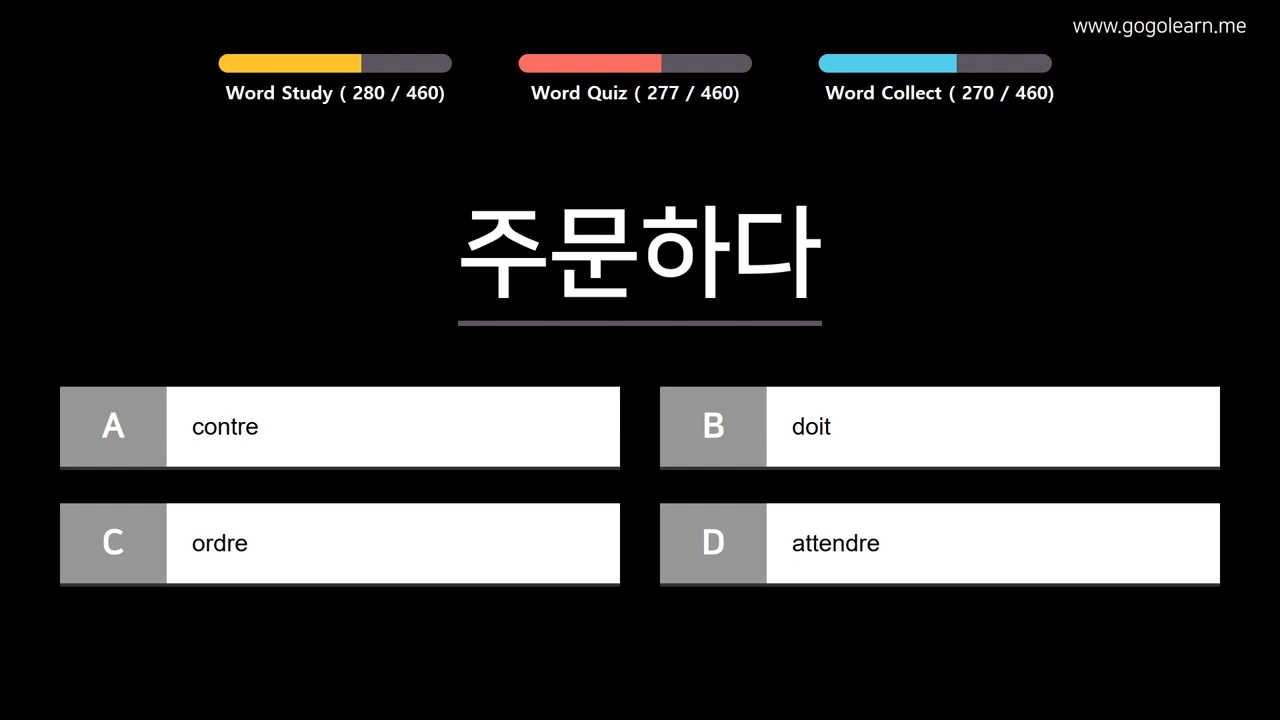 www.gogolearn.me
Word Study ( 280 / 460)
Word Quiz ( 277 / 460)
Word Collect ( 270 / 460)
주문하다
A contre
B doit
C ordre
D attendre